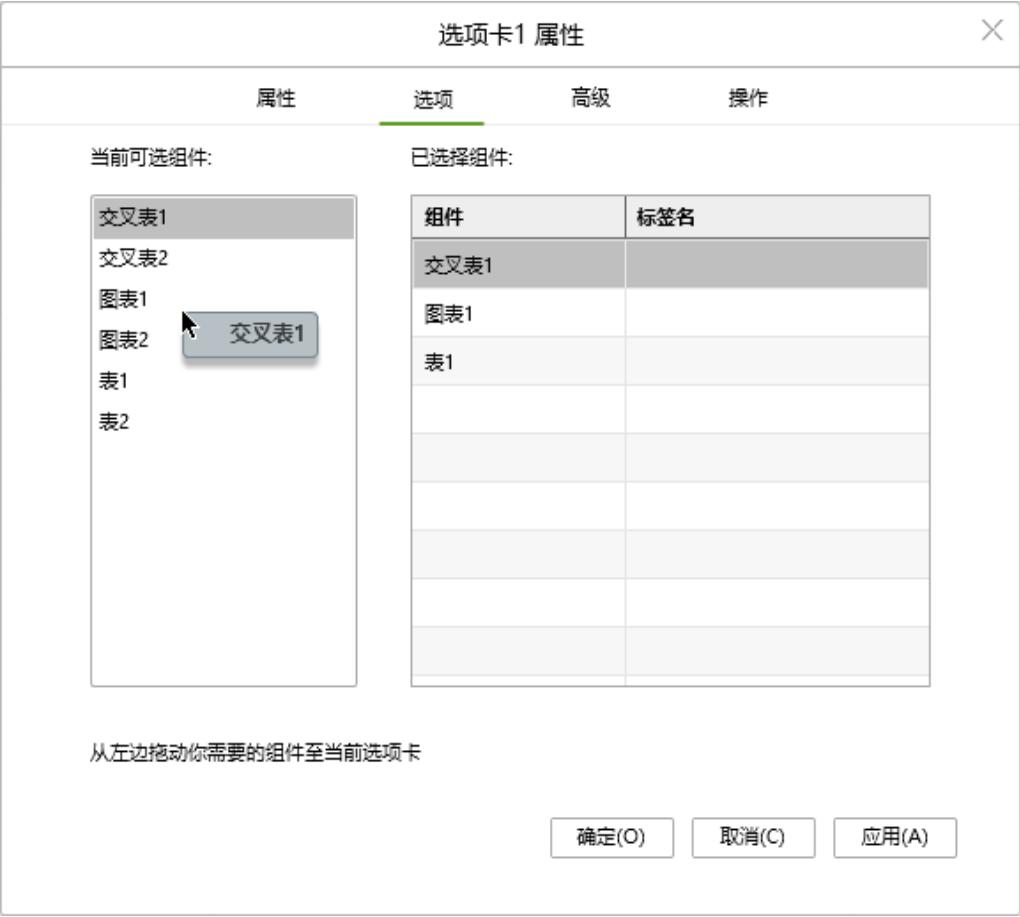 选项卡1 属性
属性 选项 高级 操作
当前可选组件: 已选择组件:
交叉表1
交叉表2
图表1
图表2
表1
表2
交叉表1
组件 标签名
交叉表1
图表1
表1
从左边拖动你需要的组件至当前选项卡
确定(O) 取消(C) 应用(A)